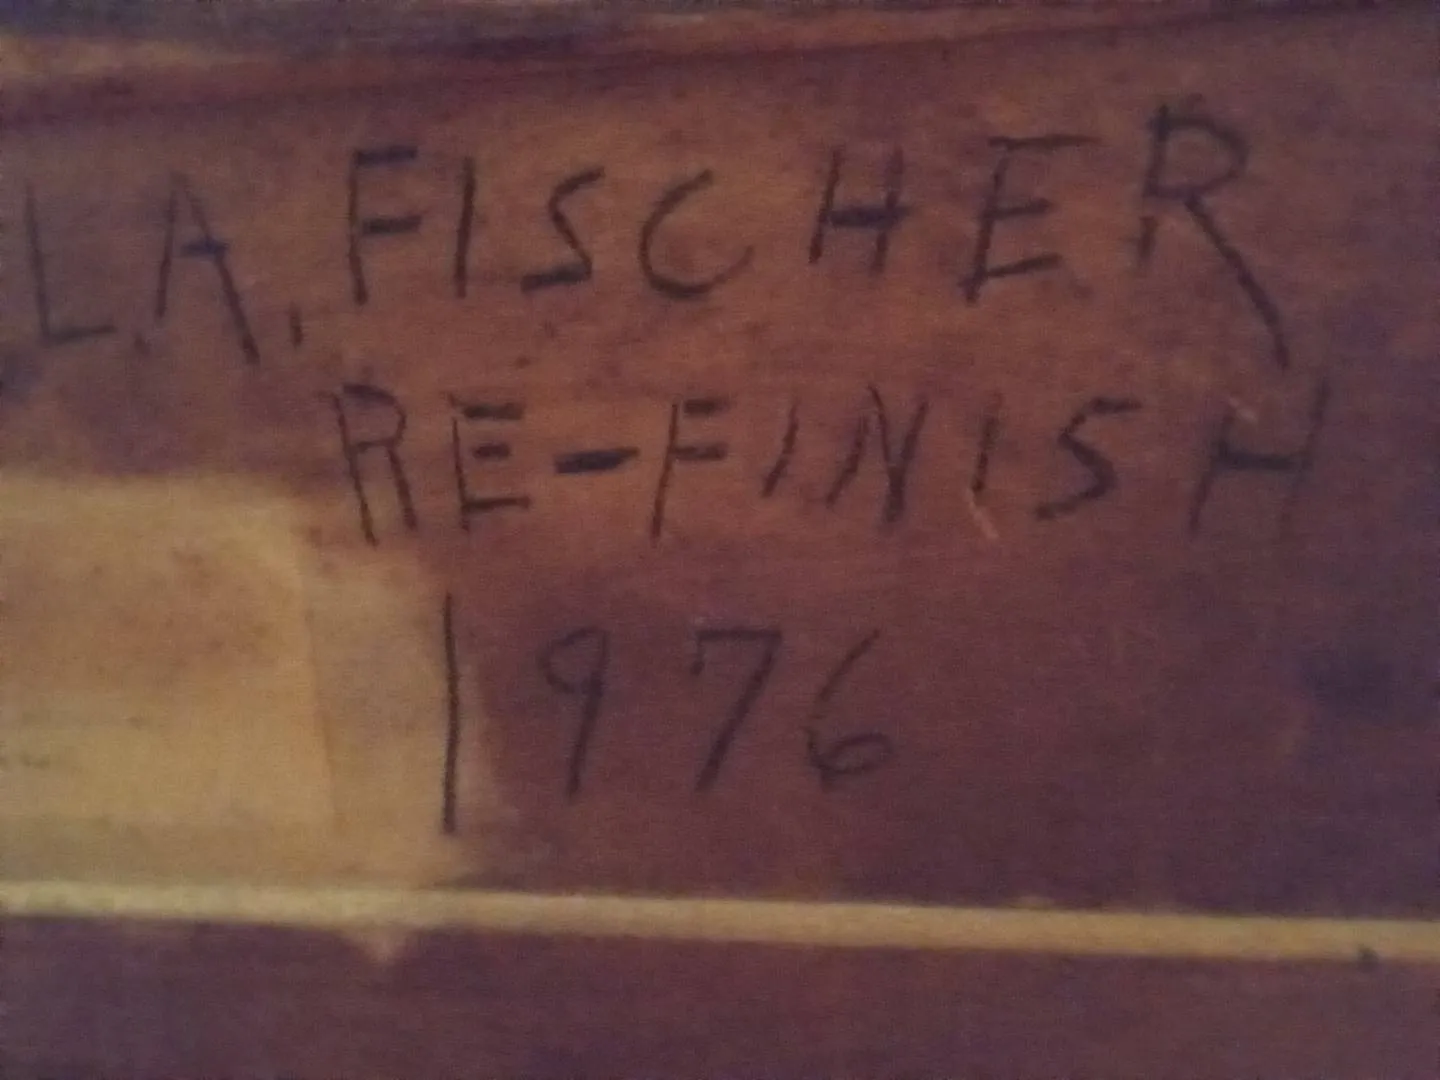 L.A. FISCHER
RE-FINISH
1976